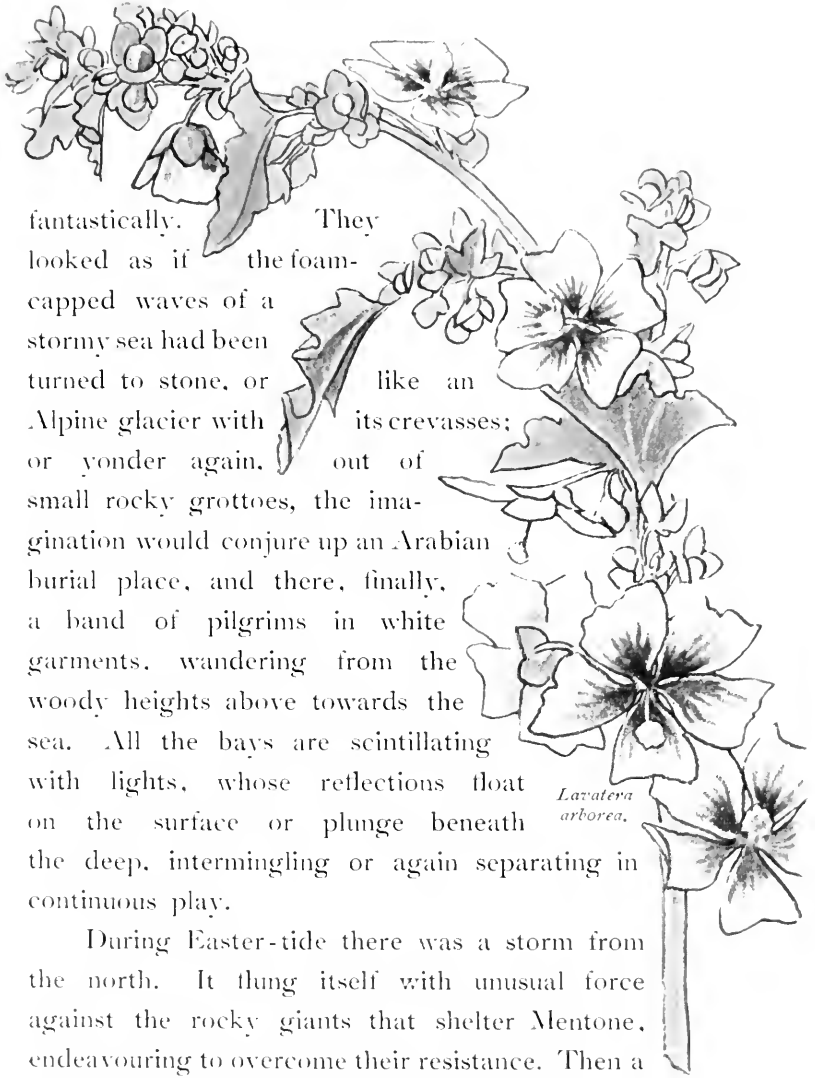 fantastically. They
looked as if the foam-
capped waves of a
stormy sea had been
turned to stone, or like an
Alpine glacier with its crevasses;
or yonder again, out of
small rocky grottoes, the ima-
gination would conjure up an Arabian
burial place, and there, finally,
a band of pilgrims in white
garments, wandering from the
woody heights above towards the
sea. All the bays are scintillating
with lights, whose reflections float
on the surface or plunge beneath
the deep, intermingling or again separating in
continuous play.
Lavatera
arborea.
During Easter-tide there was a storm from
the north. It flung itself with unusual force
against the rocky giants that shelter Mentone,
endeavouring to overcome their resistance. Then a